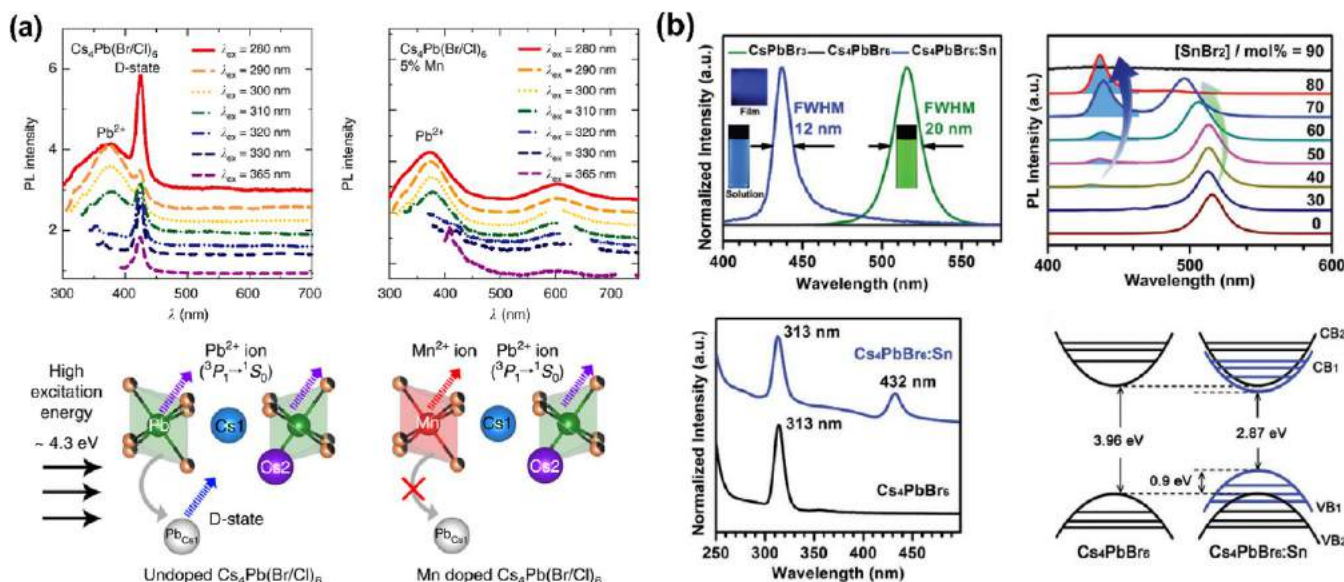 (a)
Cs₄Pb(Br/Cl)₆
D-state
Pb²⁺
λex = 280 nm
λex = 290 nm
λex = 300 nm
λex = 310 nm
λex = 320 nm
λex = 330 nm
λex = 365 nm
PL intensity
6
4
2
300 400 500 600 700
λ (nm)
Cs₄Pb(Br/Cl)₆
5% Mn
Pb²⁺
λex = 280 nm
λex = 290 nm
λex = 300 nm
λex = 310 nm
λex = 320 nm
λex = 330 nm
λex = 365 nm
PL intensity
300 400 500 600 700
λ (nm)
High
excitation
energy
~ 4.3 eV
Pb²⁺ ion
(³P₁→¹S₀)
Pb
Cs1
Cs2
D-state
PbCs1
Undoped Cs₄Pb(Br/Cl)₆
Mn²⁺ ion
Pb²⁺ ion
(³P₁→¹S₀)
Mn
Cs1
Cs2
PbCs1
Mn doped Cs₄Pb(Br/Cl)₆
(b)
CsPbBr₃ Cs₄PbBr₆ Cs₄PbBr₆:Sn
Film
Solution
FWHM
12 nm
FWHM
20 nm
Normalized Intensity (a.u.)
400 450 500 550
Wavelength (nm)
[SnBr₂] / mol% = 90
80
70
60
50
40
30
0
PL Intensity (a.u.)
400 500 600
Wavelength (nm)
313 nm
Cs₄PbBr₆:Sn
432 nm
313 nm
Cs₄PbBr₆
Normalized Intensity (a.u.)
250 300 350 400 450
Wavelength (nm)
CB₂
CB₁
3.96 eV
2.87 eV
0.9 eV
VB₁
VB₂
Cs₄PbBr₆
Cs₄PbBr₆:Sn